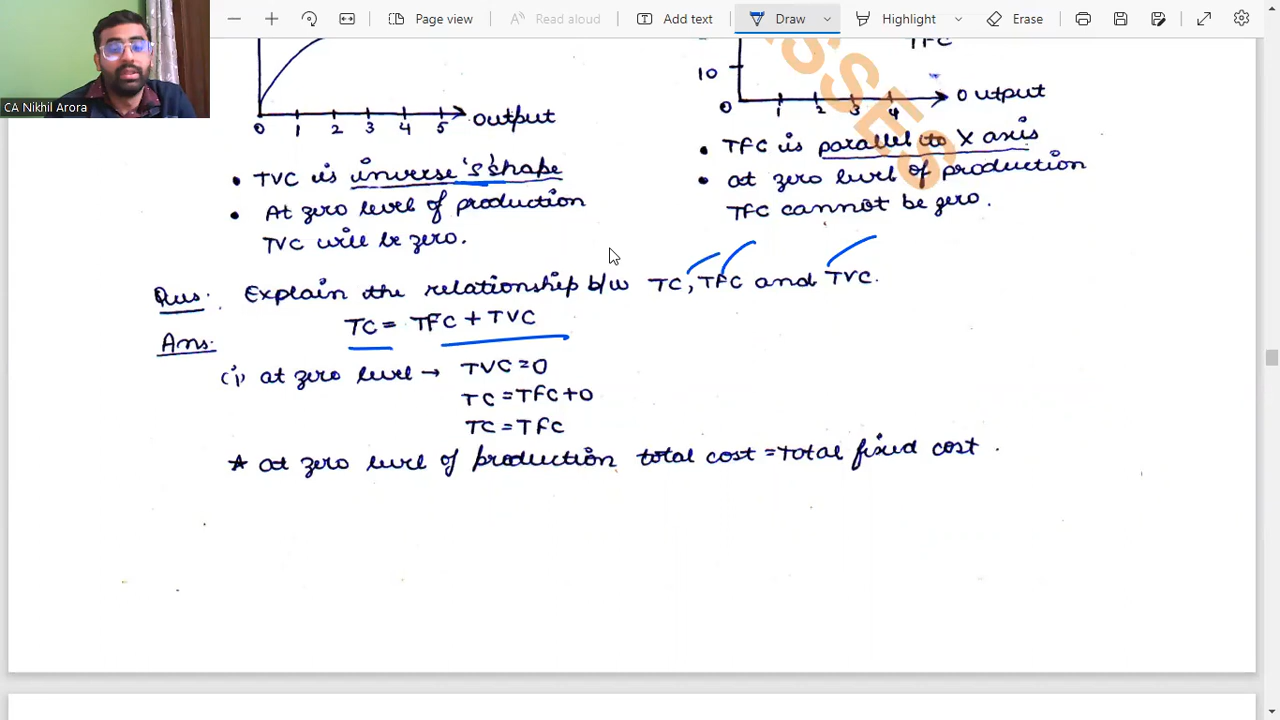 Page view
Read aloud
Add text
Draw
Highlight
Erase
CA Nikhil Arora
0 1 2 3 4 5 output
• TVC is inverse 's' shape
• At zero level of production
TVC will be zero.
TFC
10
0 1 2 3 4 output
SSES
• TFC is parallel to X axis
• at zero level of production
TFC cannot be zero.
Ques: Explain the relationship b/w TC, TFC and TVC.
TC = TFC + TVC
Ans.
(i) at zero level → TVC = 0
TC = TFC + 0
TC = TFC
* at zero level of production total cost = Total fixed cost.